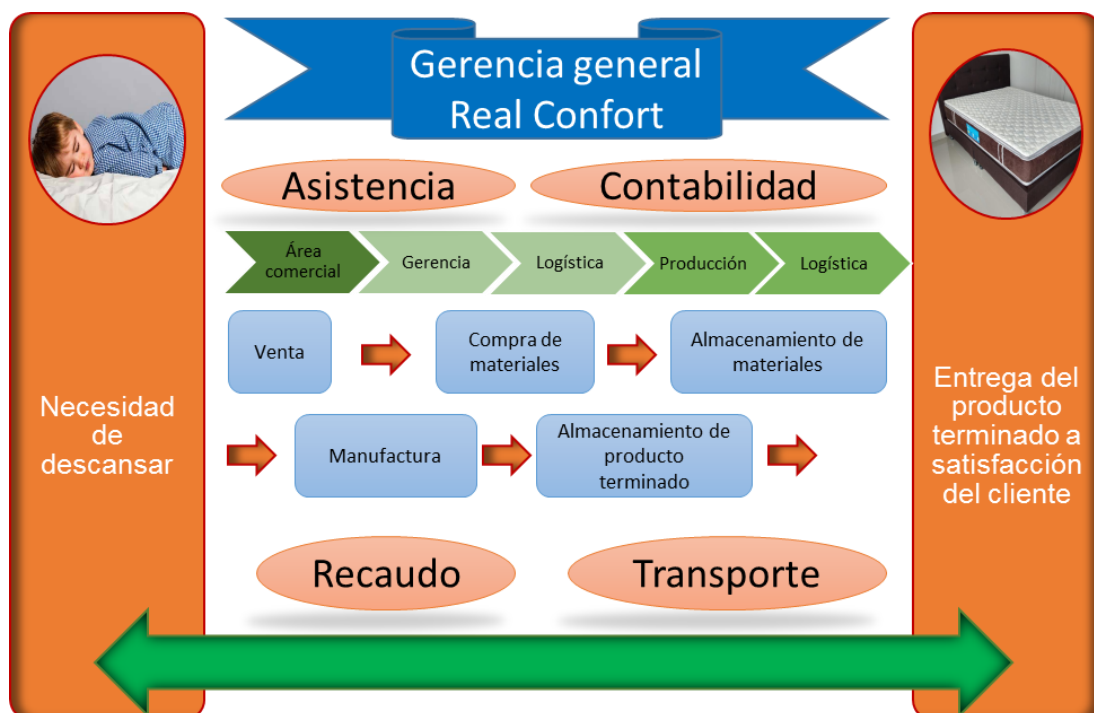 Gerencia general
Real Confort
Asistencia
Contabilidad
Área
comercial
Gerencia
Logística
Producción
Logística
Venta
Compra de
materiales
Almacenamiento de
materiales
Necesidad
de
descansar
Manufactura
Almacenamiento de
producto
terminado
Entrega del
producto
terminado a
satisfacción
del cliente
Recaudo
Transporte